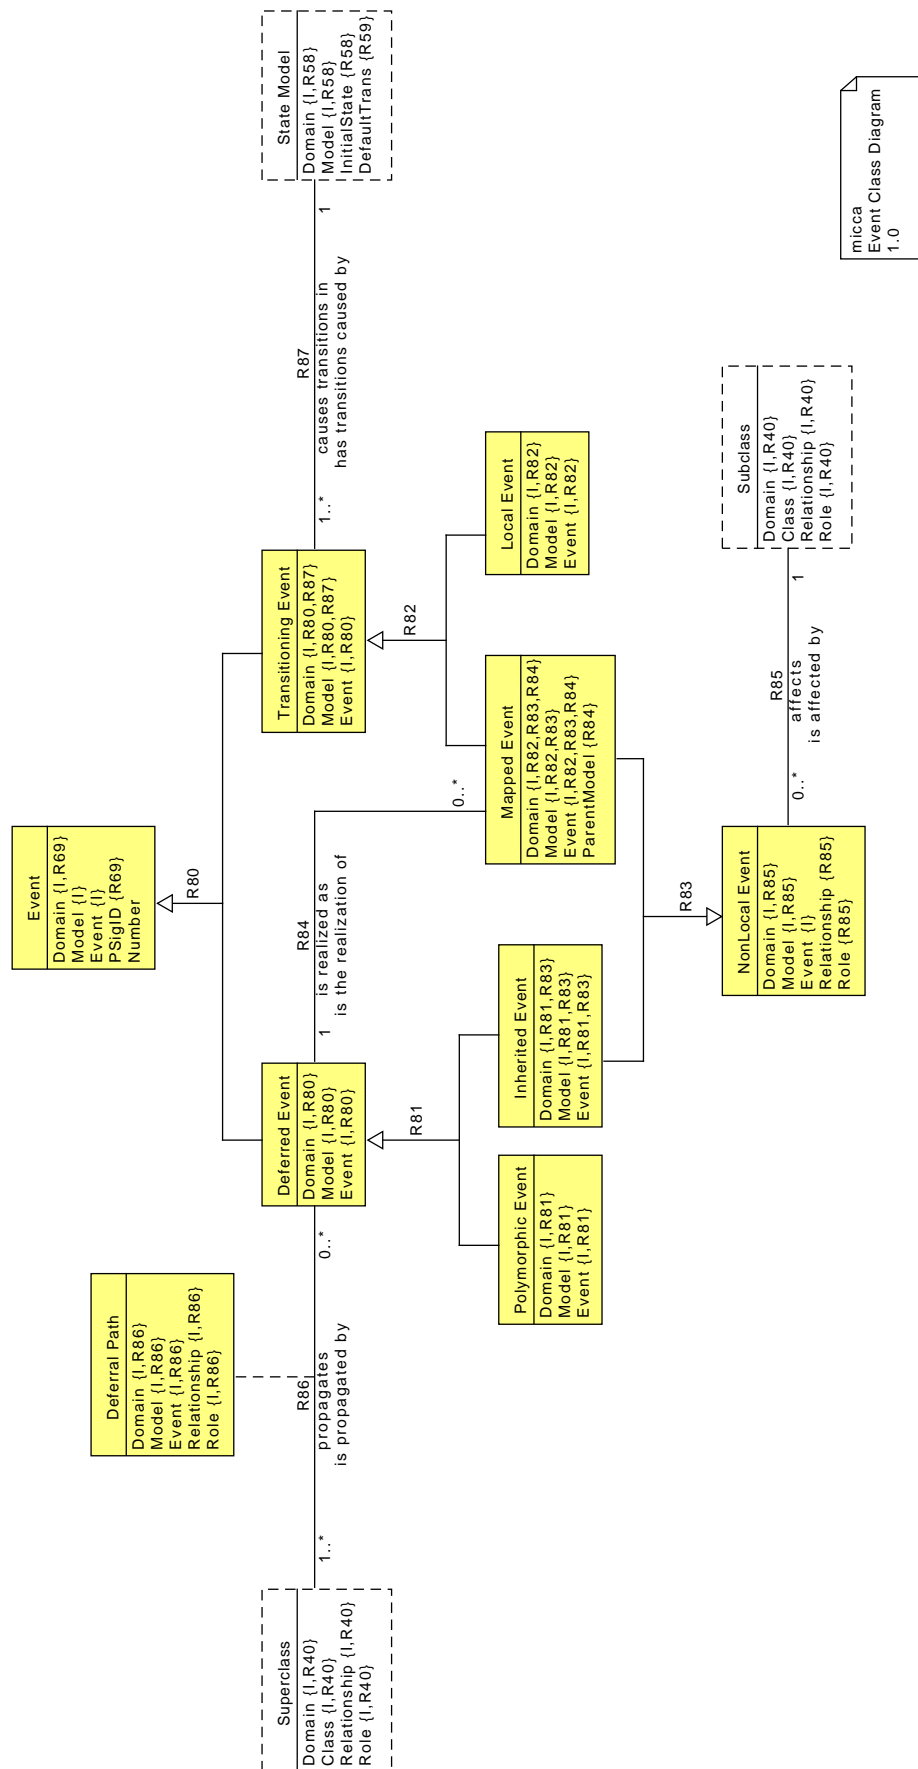 Event
Domain {I,R69}
Model {I}
Event {I}
PSigID {R69}
Number
R80
Deferral Path
Domain {I,R86}
Model {I,R86}
Event {I,R86}
Relationship {I,R86}
Role {I,R86}
Superclass
Domain {I,R40}
Class {I,R40}
Relationship {I,R40}
Role {I,R40}
1..*
R86
propagates
is propagated by
0..*
Deferred Event
Domain {I,R80}
Model {I,R80}
Event {I,R80}
1
R84
is realized as
is the realization of
0..*
Transitioning Event
Domain {I,R80,R87}
Model {I,R80,R87}
Event {I,R80}
1..*
R87
causes transitions in
has transitions caused by
1
State Model
Domain {I,R58}
Model {I,R58}
InitialState {R58}
DefaultTrans {R59}
R81
R82
Polymorphic Event
Domain {I,R81}
Model {I,R81}
Event {I,R81}
Inherited Event
Domain {I,R81,R83}
Model {I,R81,R83}
Event {I,R81,R83}
Mapped Event
Domain {I,R82,R83,R84}
Model {I,R82,R83}
Event {I,R82,R83,R84}
ParentModel {R84}
Local Event
Domain {I,R82}
Model {I,R82}
Event {I,R82}
R83
NonLocal Event
Domain {I,R85}
Model {I,R85}
Event {I}
Relationship {R85}
Role {R85}
0..*
R85
affects
is affected by
1
Subclass
Domain {I,R40}
Class {I,R40}
Relationship {I,R40}
Role {I,R40}
micca
Event Class Diagram
1.0